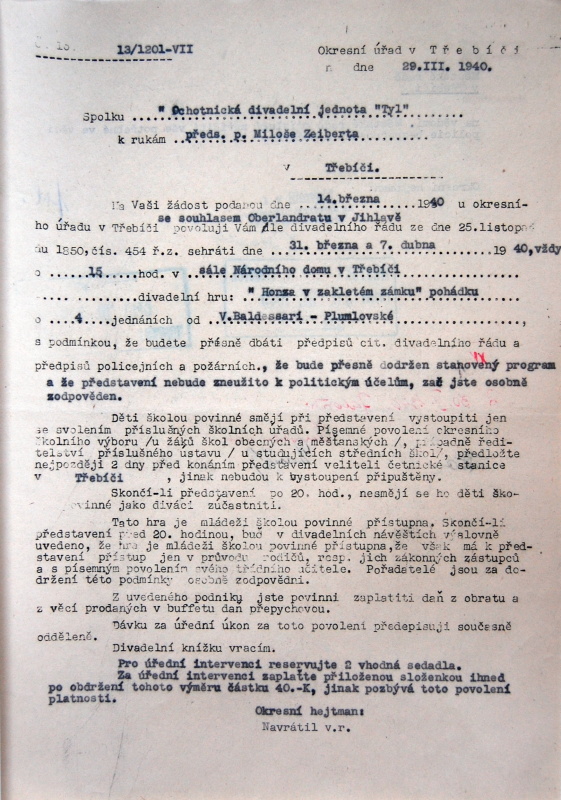 13/1201-VII
Okresní úřad v Třebíči
dne 29.III. 1940.
Spolku "Ochotnická divadelní jednota "Tyl"
k rukám předs. p. Miloše Zeiberta
v Třebíči.
Na Vaši žádost podanou dne 14.března 1940 u okresní-
se souhlasem Oberlandratu v Jihlavě
ho úřadu v Třebíči povoluji Vám dle divadelního řádu ze dne 25.listopa
du 1850, čís. 454 ř.z. sehráti dne 31. března a 7. dubna 1940, vždy
o 15 hod. v sále Národního domu v Třebíči
divadelní hru: "Honza v zakletém zámku" pohádku
o 4 jednáních od V.Baldessari - Plumlovské ,
s podmínkou, že budete přesně dbáti předpisů cit. divadelního řádu a
předpisů policejních a požárních., že bude přesně dodržen stanovený program
a že představení nebude zneužito k politickým účelům, zač jste osobně
zodpověden.
Děti školou povinné smějí při představení vystoupiti jen
se svolením příslušných školních úřadů. Písemné povolení okresního
školního výboru /u žáků škol obecných a měšťanských /, případně ředi-
telství příslušného ústavu / u studujících středních škol/, předložte
nejpozději 2 dny před konáním představení veliteli četnické stanice
v Třebíči , jinak nebudou k vystoupení připuštěny.
Skončí-li představení po 20. hod., nesmějí se ho děti ško-
povinné jako diváci zúčastniti.
Tato hra je mládeži školou povinné přístupna. Skončí-li
představení před 20. hodinou, buď v divadelních návěštích výslovně
uvedeno, že hra je mládeži školou povinné přístupna, že však má k před-
stavení přístup jen v průvodu rodičů, resp. jich zákonných zástupců
a s písemným povolením svého třídního učitele. Pořadatelé jsou za do-
držení této podmínky osobně zodpovědni.
Z uvedeného podniku jste povinni zaplatiti daň z obratu a
z věcí prodaných v buffetu daň přepychovou.
Dávku za úřední úkon za toto povolení předepisuji současně
odděleně.
Divadelní knížku vracím.
Pro úřední intervenci reservujte 2 vhodná sedadla.
Za úřední intervenci zaplaťte přiloženou složenkou ihned
po obdržení tohoto výměru částku 40.-K, jinak pozbývá toto povolení
platnosti.
Okresní hejtman:
Navrátil v.r.